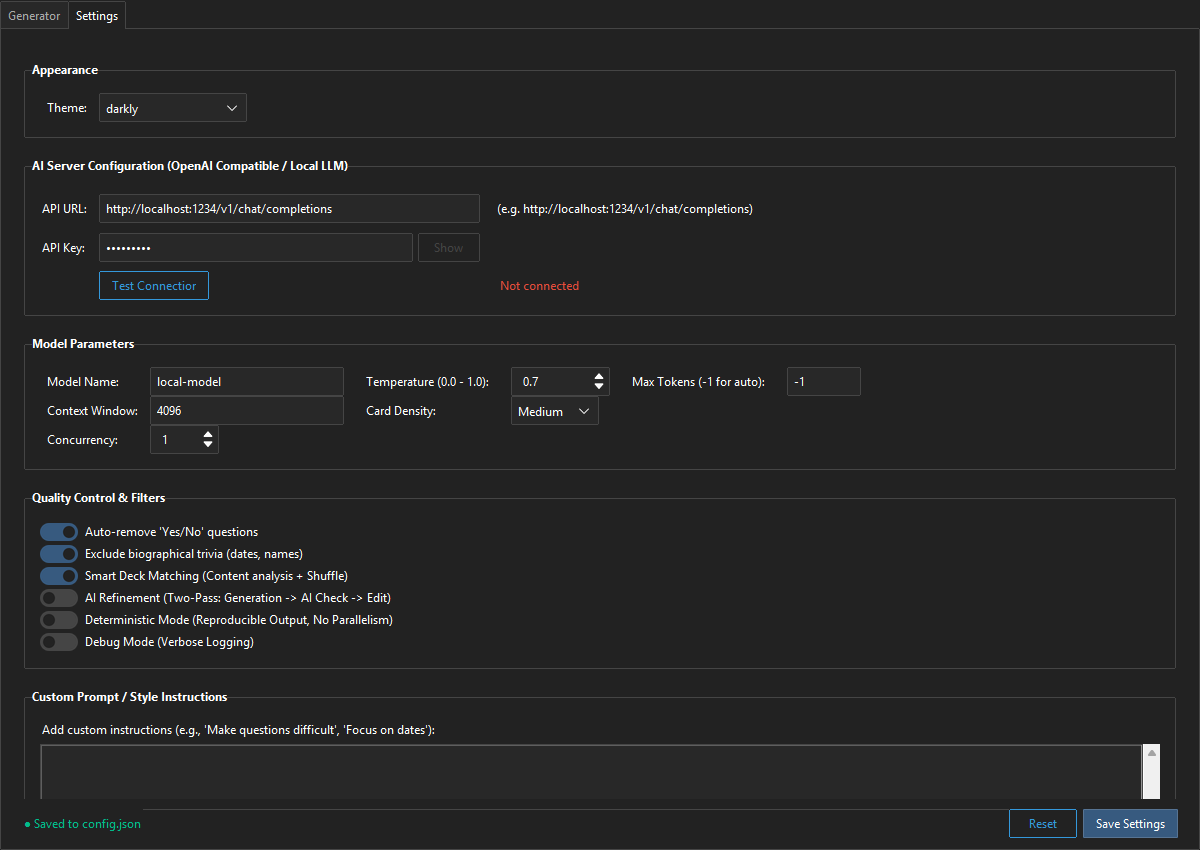 Generator Settings
Appearance
Theme: darkly
AI Server Configuration (OpenAI Compatible / Local LLM)
API URL: http://localhost:1234/v1/chat/completions (e.g. http://localhost:1234/v1/chat/completions)
API Key: ••••••••• Show
Test Connection Not connected
Model Parameters
Model Name: local-model Temperature (0.0 - 1.0): 0.7 Max Tokens (-1 for auto): -1
Context Window: 4096 Card Density: Medium
Concurrency: 1
Quality Control & Filters
Auto-remove 'Yes/No' questions
Exclude biographical trivia (dates, names)
Smart Deck Matching (Content analysis + Shuffle)
AI Refinement (Two-Pass: Generation -> AI Check -> Edit)
Deterministic Mode (Reproducible Output, No Parallelism)
Debug Mode (Verbose Logging)
Custom Prompt / Style Instructions
Add custom instructions (e.g., 'Make questions difficult', 'Focus on dates'):
● Saved to config.json Reset Save Settings